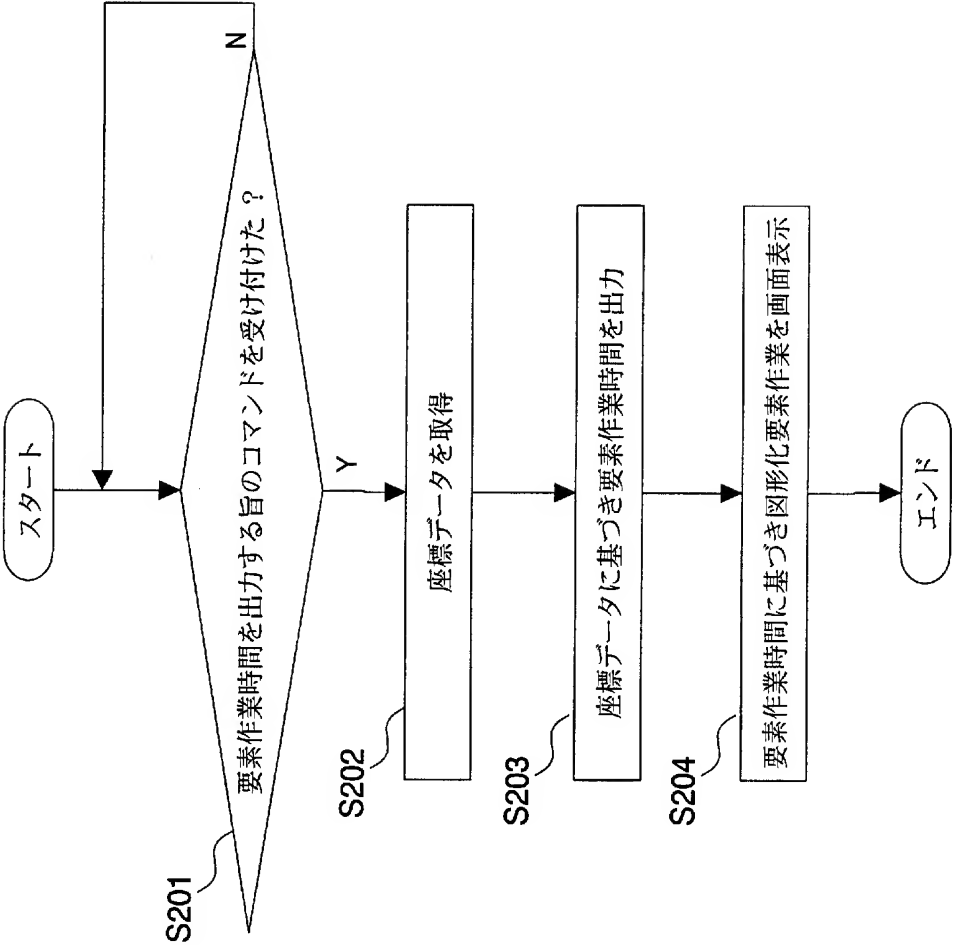 スタート
S201
要素作業時間を出力する旨のコマンドを受け付けた？
N
Y
S202
座標データを取得
S203
座標データに基づき要素作業時間を出力
S204
要素作業時間に基づき図形化要素作業を画面表示
エンド